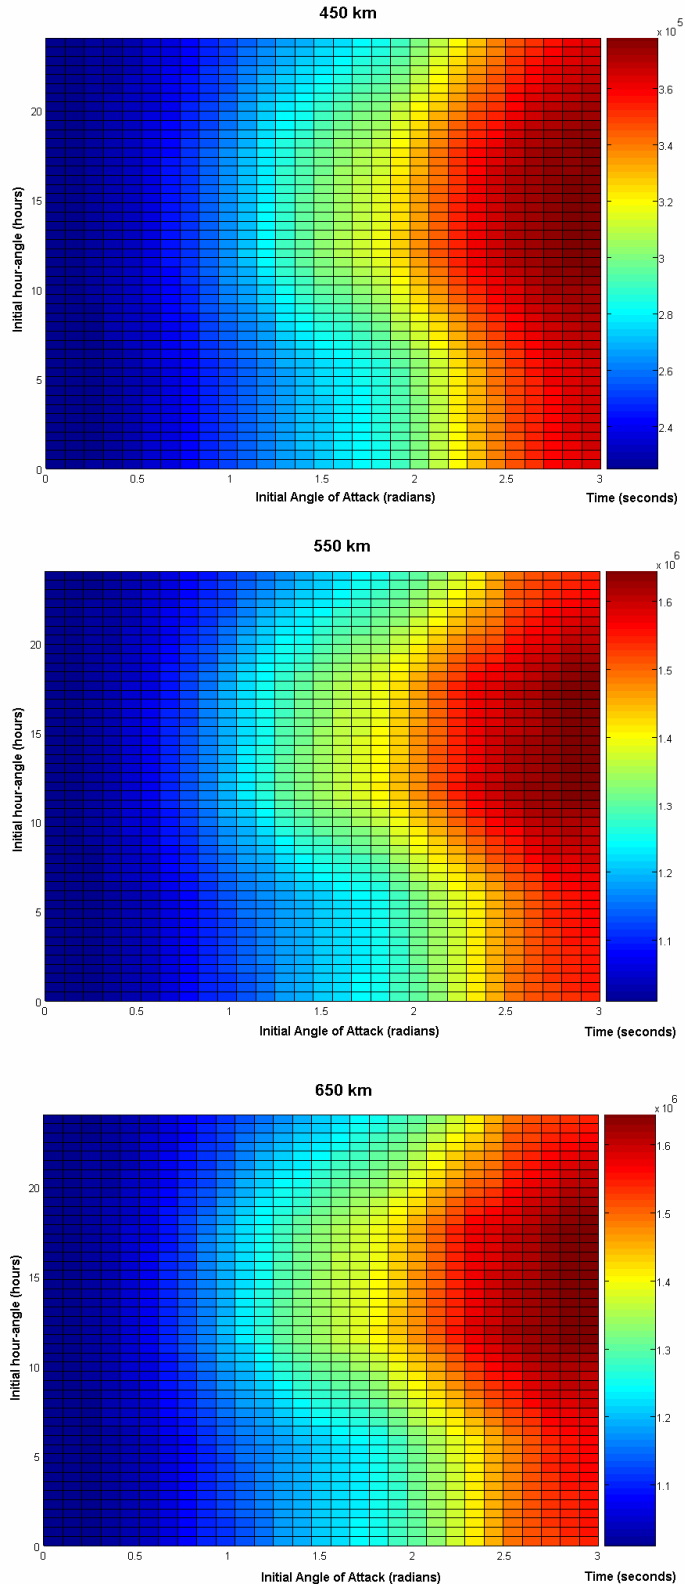 450 km
x 10^5
3.6
3.4
3.2
3
2.8
2.6
2.4
20
15
10
5
0
Initial hour-angle (hours)
0 0.5 1 1.5 2 2.5 3
Initial Angle of Attack (radians) Time (seconds)
550 km
x 10^6
1.6
1.5
1.4
1.3
1.2
1.1
20
15
10
5
0
Initial hour-angle (hours)
0 0.5 1 1.5 2 2.5 3
Initial Angle of Attack (radians) Time (seconds)
650 km
x 10^6
1.6
1.5
1.4
1.3
1.2
1.1
20
15
10
5
0
Initial hour-angle (hours)
0 0.5 1 1.5 2 2.5 3
Initial Angle of Attack (radians) Time (seconds)